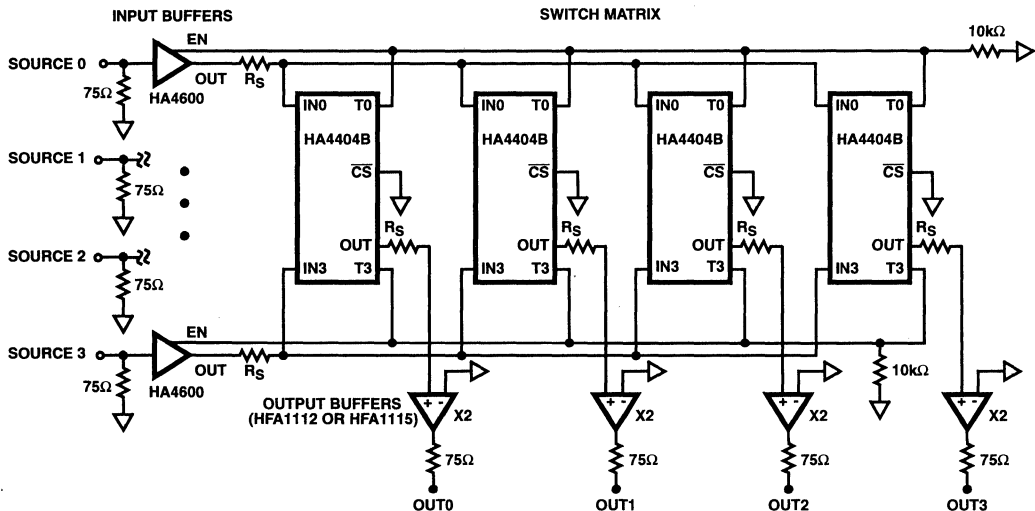 INPUT BUFFERS
SWITCH MATRIX
EN
10kΩ
SOURCE 0
OUT
RS
75Ω
HA4600
IN0 T0
IN0 T0
IN0 T0
IN0 T0
HA4404B
HA4404B
HA4404B
HA4404B
SOURCE 1
75Ω
CS
CS
CS
CS
RS
RS
RS
RS
OUT
OUT
OUT
OUT
SOURCE 2
75Ω
IN3 T3
IN3 T3
IN3 T3
IN3 T3
EN
SOURCE 3
OUT
RS
75Ω
HA4600
10kΩ
OUTPUT BUFFERS
(HFA1112 OR HFA1115)
+ - X2
+ - X2
+ - X2
+ - X2
75Ω
75Ω
75Ω
75Ω
OUT0
OUT1
OUT2
OUT3